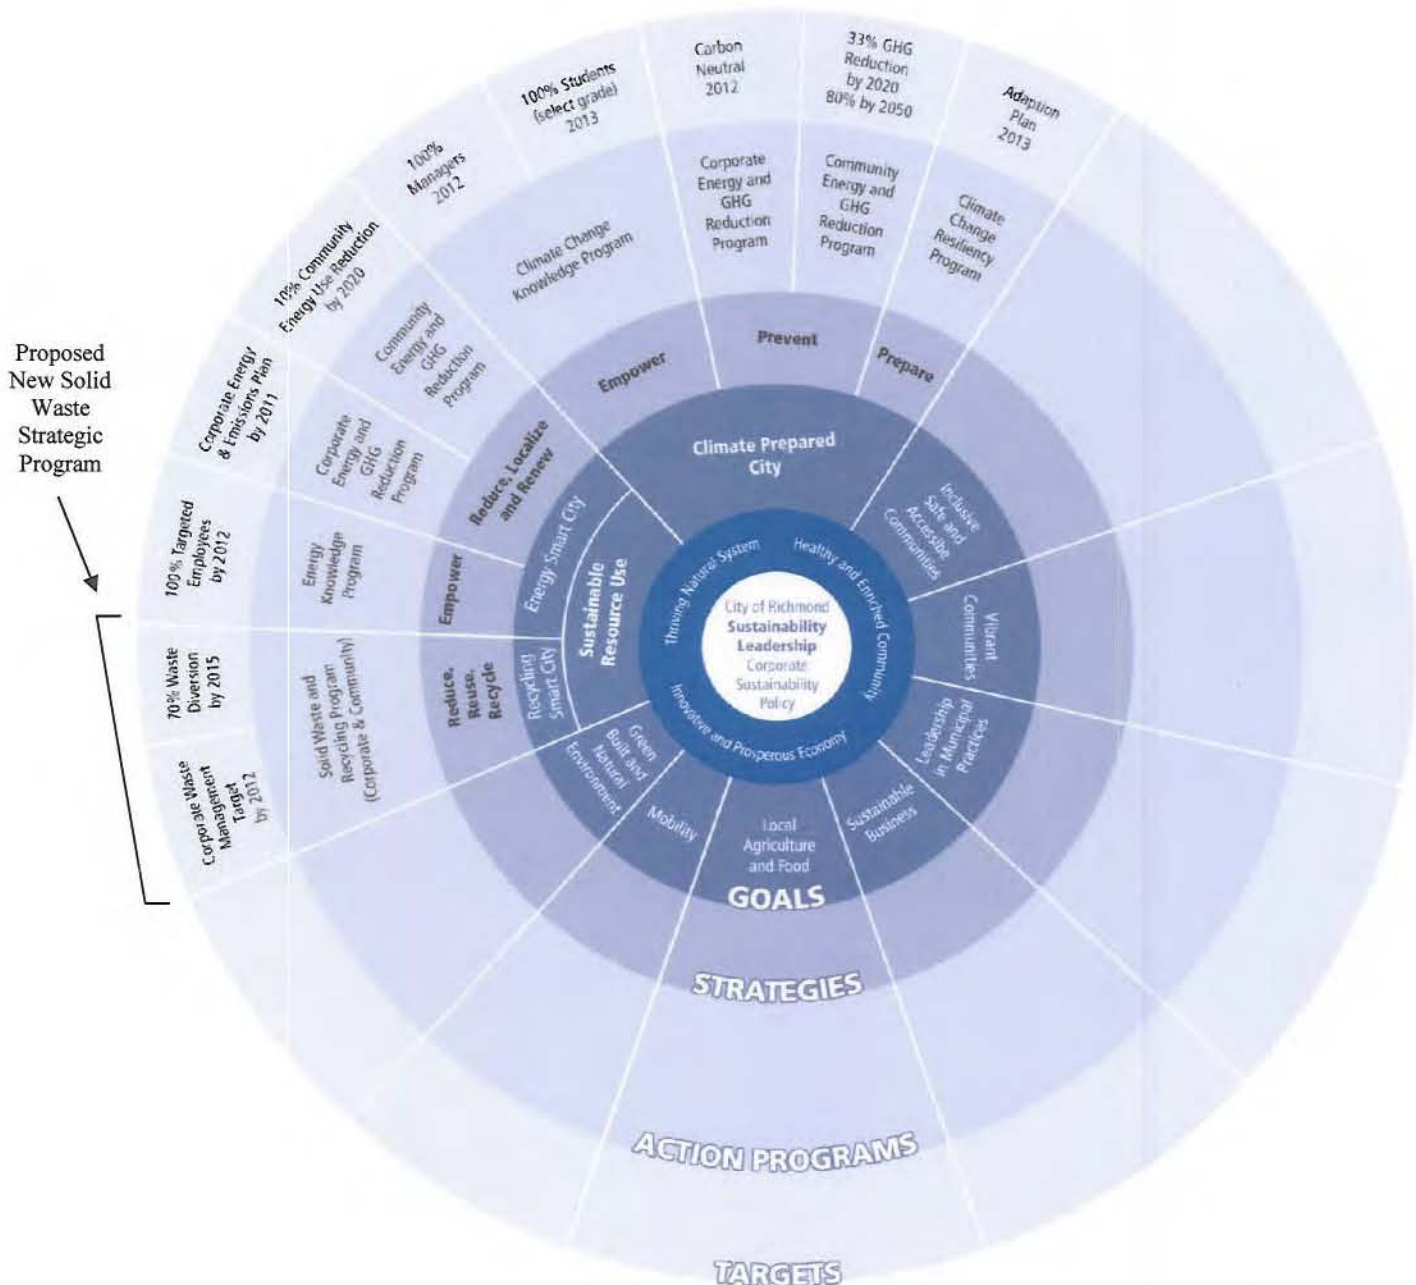 Proposed
New Solid
Waste
Strategic
Program
Corporate Waste
Management
Target
by 2012
70% Waste
Diversion
by 2015
100% Targeted
Employees
by 2012
Corporate Energy
& Emissions Plan
by 2011
10% Community
Energy Use Reduction
by 2020
100%
Managers
2012
100% Students
(select grade)
2013
Carbon
Neutral
2012
33% GHG
Reduction
by 2020
80% by 2050
Adaption
Plan
2013
Solid Waste and
Recycling Program
(Corporate & Community)
Energy
Knowledge
Program
Corporate
Energy and
GHG
Reduction
Program
Community
Energy and
GHG
Reduction
Program
Climate Change
Knowledge Program
Corporate
Energy and
GHG
Reduction
Program
Community
Energy and
GHG
Reduction
Program
Climate
Change
Resiliency
Program
Reduce,
Reuse,
Recycle
Empower
Reduce, Localize
and Renew
Empower
Prevent
Prepare
Recycling
Smart City
Energy Smart City
Sustainable
Resource Use
Climate Prepared
City
Inclusive
Safe and
Accessible
Communities
Vibrant
Communities
Leadership
in Municipal
Practices
Sustainable
Business
Local
Agriculture
and Food
Mobility
Green
Built and
Natural
Environment
Thriving Natural System
Healthy and Enriched Community
Innovative and Prosperous Economy
City of Richmond
Sustainability
Leadership
Corporate
Sustainability
Policy
GOALS
STRATEGIES
ACTION PROGRAMS
TARGETS